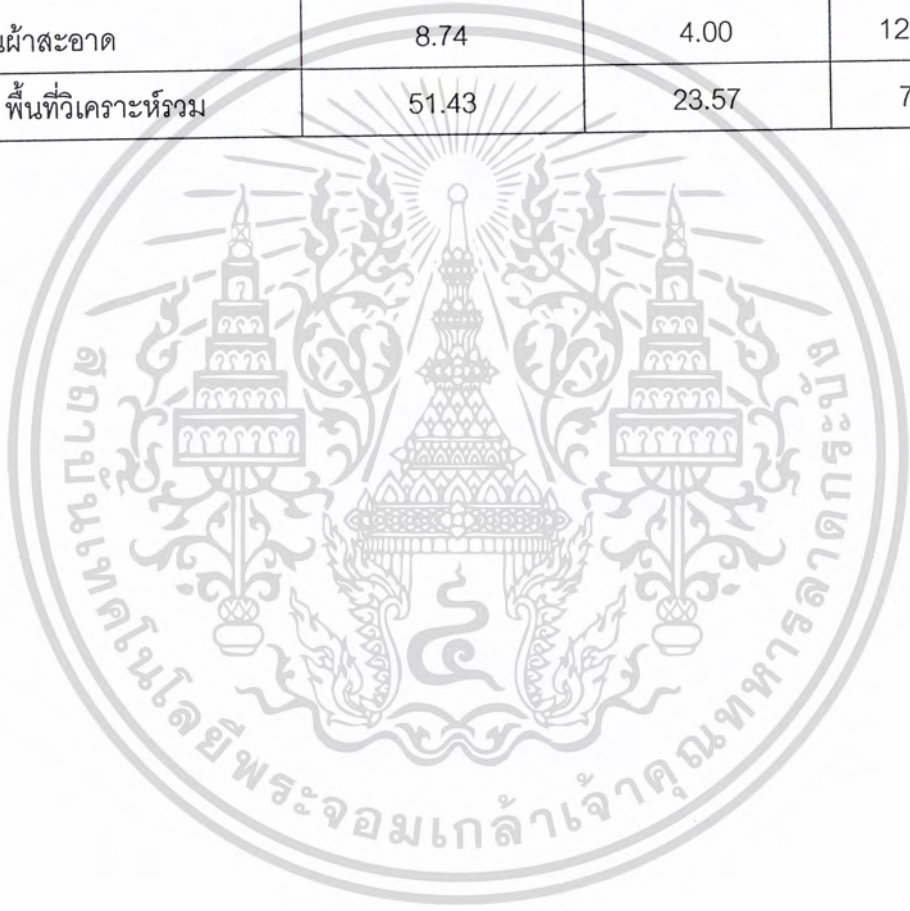 นผ้าสะอาด 8.74 4.00 12
พื้นที่วิเคราะห์รวม 51.43 23.57 7
สถาบันเทคโนโลยีพระจอมเกล้าเจ้าคุณทหารลาดกระบัง